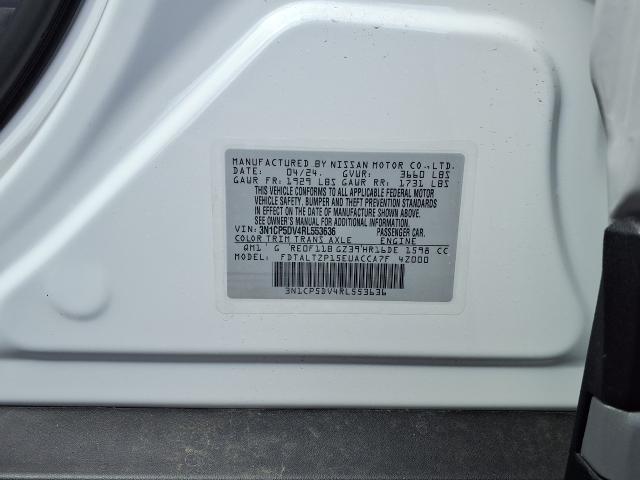 MANUFACTURED BY NISSAN MOTOR CO.,LTD.
DATE: 04/24. GVWR: 3660 LBS
GAWR FR: 1929 LBS GAWR RR: 1731 LBS
THIS VEHICLE CONFORMS TO ALL APPLICABLE FEDERAL MOTOR
VEHICLE SAFETY, BUMPER AND THEFT PREVENTION STANDARDS
IN EFFECT ON THE DATE OF MANUFACTURE SHOWN ABOVE.
SEE OWNER'S MANUAL FOR ADDITIONAL INFORMATION.
VIN: 3N1CP5DV4RL553636 PASSENGER CAR.
COLOR TRIM TRANS AXLE ENGINE
QM1 G RE0F11B GZ39 HR16DE 1598 CC
MODEL: FDTALTZP15EUACCA7F 4Z000
3N1CP5DV4RL553636